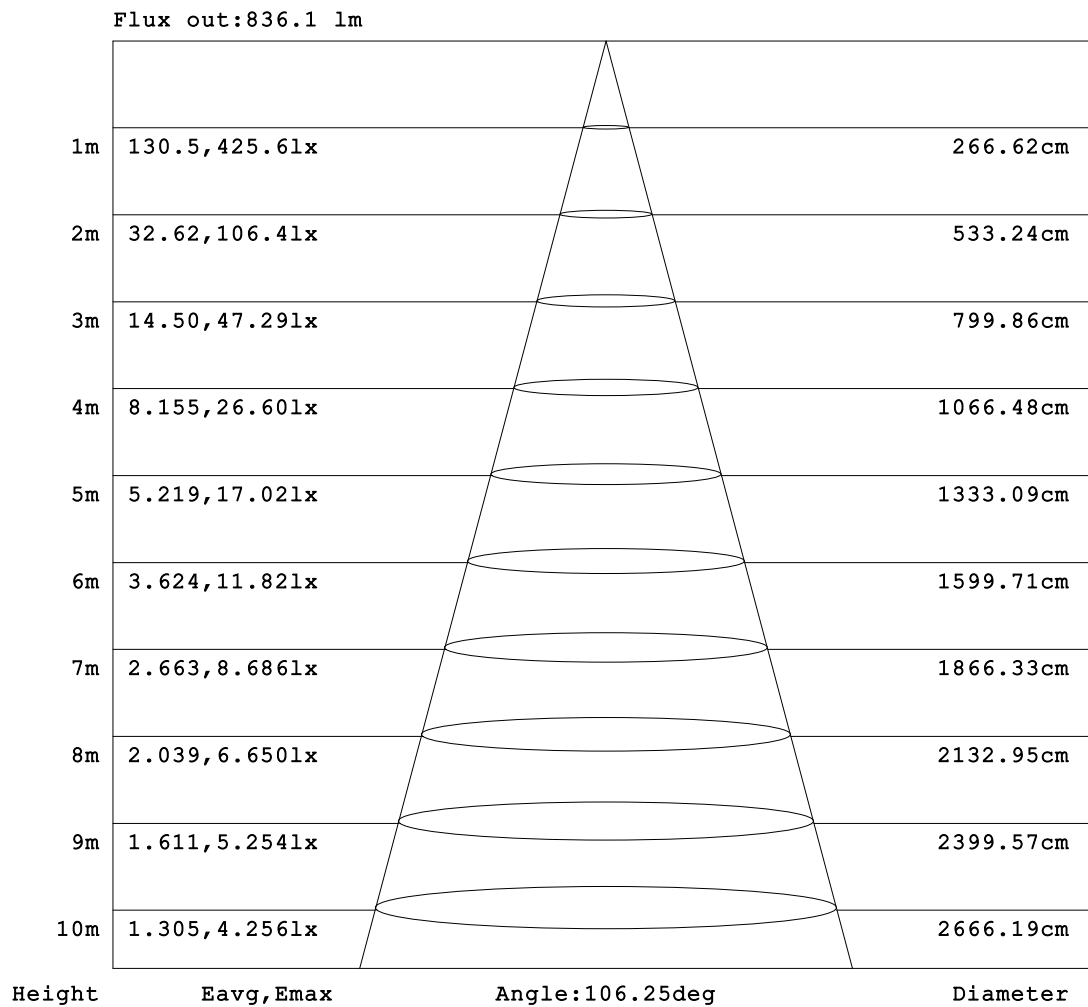 Flux out:836.1 lm
1m 130.5,425.6lx 266.62cm
2m 32.62,106.4lx 533.24cm
3m 14.50,47.29lx 799.86cm
4m 8.155,26.60lx 1066.48cm
5m 5.219,17.02lx 1333.09cm
6m 3.624,11.82lx 1599.71cm
7m 2.663,8.686lx 1866.33cm
8m 2.039,6.650lx 2132.95cm
9m 1.611,5.254lx 2399.57cm
10m 1.305,4.256lx 2666.19cm
Height Eavg,Emax Angle:106.25deg Diameter